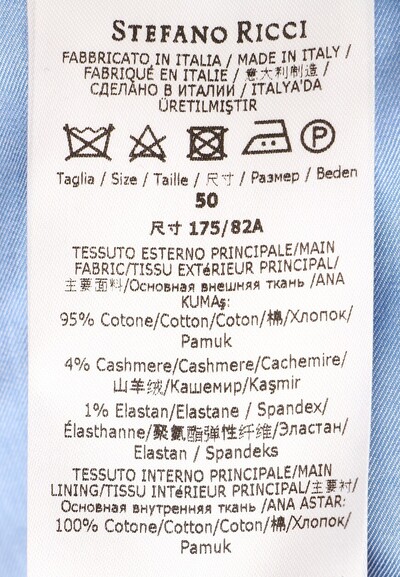 STEFANO RICCI
FABBRICATO IN ITALIA / MADE IN ITALY /
FABRIQUÉ EN ITALIE / 意大利制造 /
СДЕЛАНО В ИТАЛИИ / ITALYA'DA
ÜRETILMIŞTIR
P
Taglia / Size / Taille / 尺寸 / Размер / Beden
50
尺寸 175/82A
TESSUTO ESTERNO PRINCIPALE/MAIN
FABRIC/TISSU EXTéRIEUR PRINCIPAL/
主要面料/Основная внешняя ткань /ANA
KUMAş:
95% Cotone/Cotton/Coton/棉/Хлопок/
Pamuk
4% Cashmere/Cashmere/Cachemire/
山羊绒/Кашемир/Kaşmir
1% Elastan/Elastane / Spandex/
Élasthanne/聚氨酯弹性纤维/Эластан/
Elastan / Spandeks
TESSUTO INTERNO PRINCIPALE/MAIN
LINING/TISSU INTéRIEUR PRINCIPAL/主要衬/
Основная внутренняя ткань /ANA ASTAR:
100% Cotone/Cotton/Coton/棉/Хлопок/
Pamuk